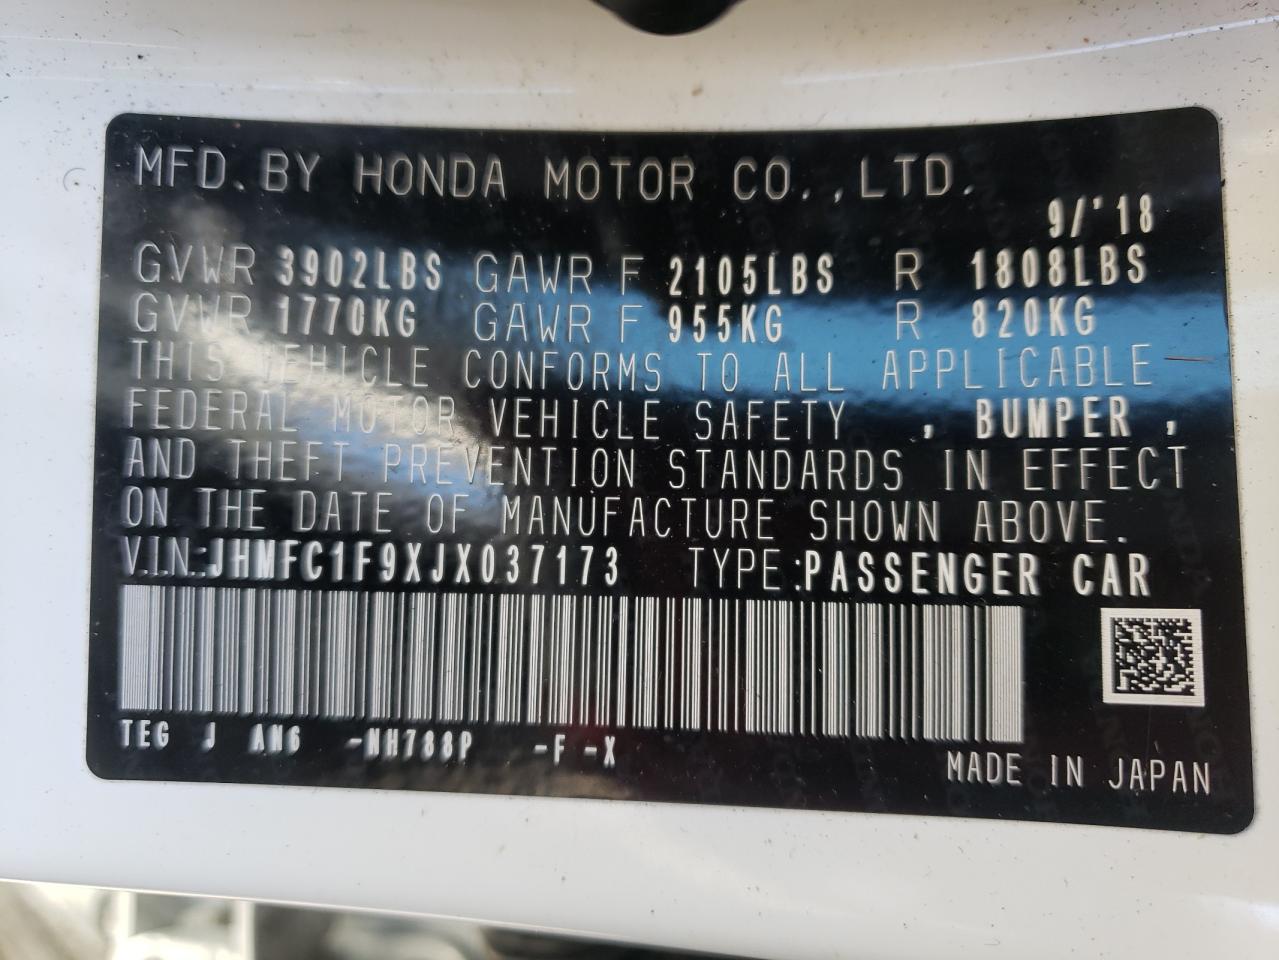 MFD. BY HONDA MOTOR CO., LTD.
9/'18
GVWR 3902LBS GAWR F 2105LBS R 1808LBS
GVWR 1770KG GAWR F 955KG R 820KG
THIS VEHICLE CONFORMS TO ALL APPLICABLE
FEDERAL MOTOR VEHICLE SAFETY , BUMPER ,
AND THEFT PREVENTION STANDARDS IN EFFECT
ON THE DATE OF MANUFACTURE SHOWN ABOVE.
V.I.N.:JHMFC1F9XJX037173 TYPE:PASSENGER CAR
TEG J AN6 -NH788P -F -X
MADE IN JAPAN